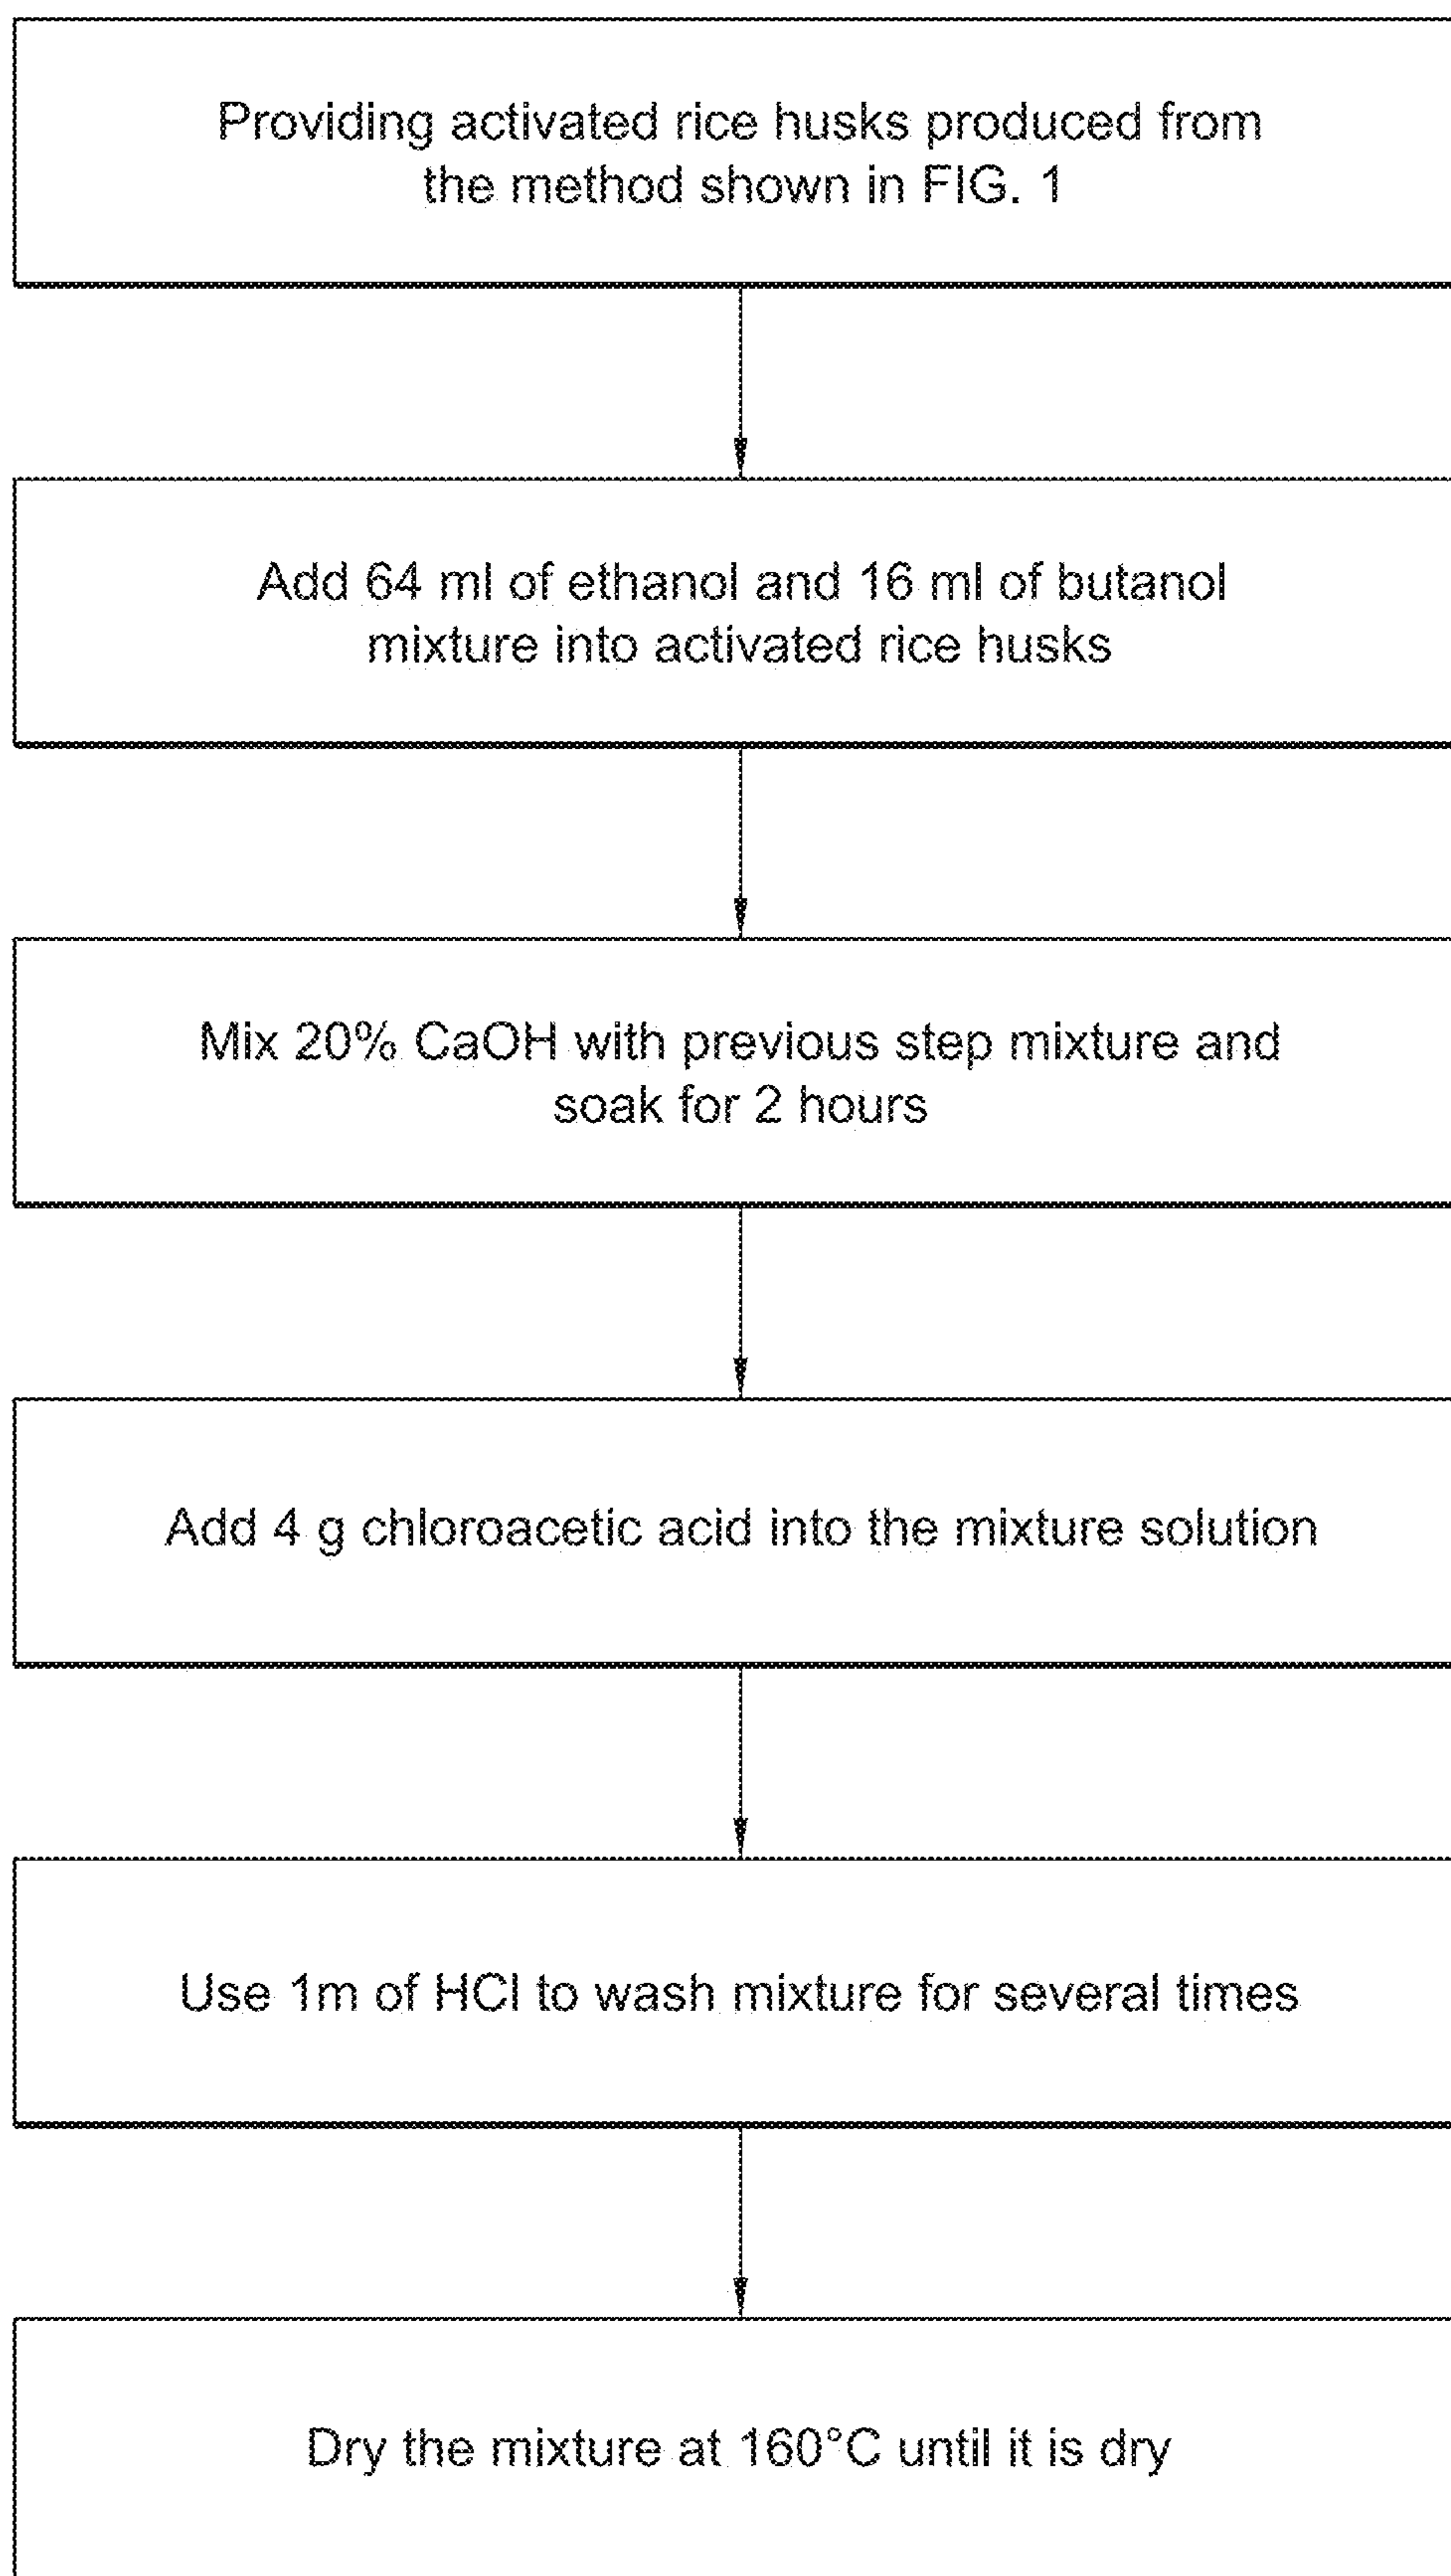 Providing activated rice husks produced from
the method shown in FIG. 1
Add 64 ml of ethanol and 16 ml of butanol
mixture into activated rice husks
Mix 20% CaOH with previous step mixture and
soak for 2 hours
Add 4 g chloroacetic acid into the mixture solution
Use 1m of HCl to wash mixture for several times
Dry the mixture at 160°C until it is dry